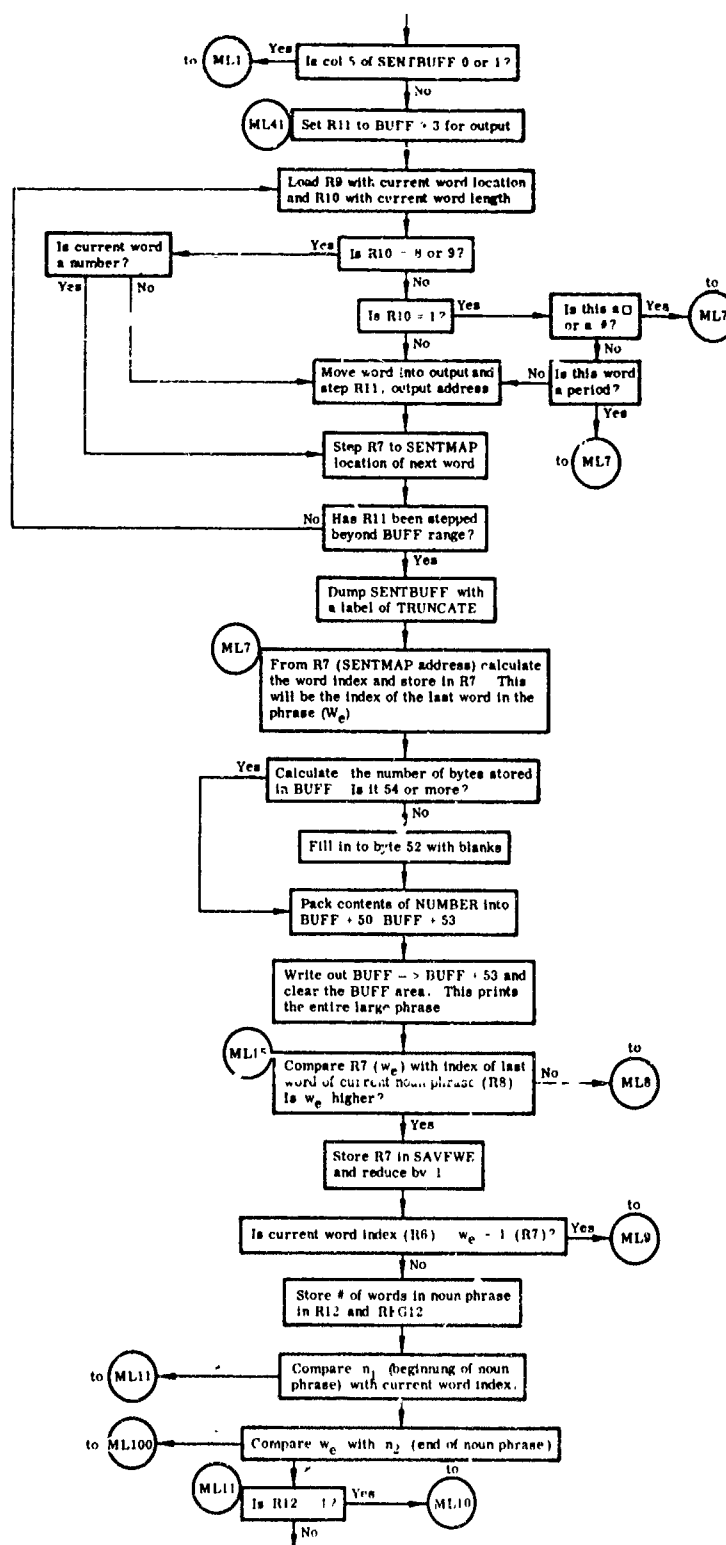 Yes
to ML1
Is col 5 of SENTBUFF 0 or 1?
No
ML41
Set R11 to BUFF + 3 for output
Load R9 with current word location
and R10 with current word length
Is current word
a number?
Yes
Is R10 = 8 or 9?
Yes
No
No
to
Is R10 = 1?
Yes
Is this a □
or a #?
Yes
ML7
No
No
Move word into output and
step R11, output address
No
Is this word
a period?
Yes
to ML7
Step R7 to SENTMAP
location of next word
No
Has R11 been stepped
beyond BUFF range?
Yes
Dump SENTBUFF with
a label of TRUNCATE
ML7
From R7 (SENTMAP address) calculate
the word index and store in R7 This
will be the index of the last word in the
phrase (We)
Yes
Calculate the number of bytes stored
in BUFF Is it 54 or more?
No
Fill in to byte 52 with blanks
Pack contents of NUMBER into
BUFF + 50 BUFF + 53
Write out BUFF -> BUFF + 53 and
clear the BUFF area. This prints
the entire large phrase
ML15
to
Compare R7 (we) with index of last
word of current noun phrase (R8)
Is we higher?
No
ML8
Yes
Store R7 in SAVFWE
and reduce by 1
to
Is current word index (R6) we - 1 (R7)?
Yes
ML9
No
Store # of words in noun phrase
in R12 and REG12
to ML11
Compare n1 (beginning of noun
phrase) with current word index.
to ML100
Compare we with n2 (end of noun phrase)
ML11
to
Is R12 1?
Yes
ML10
No